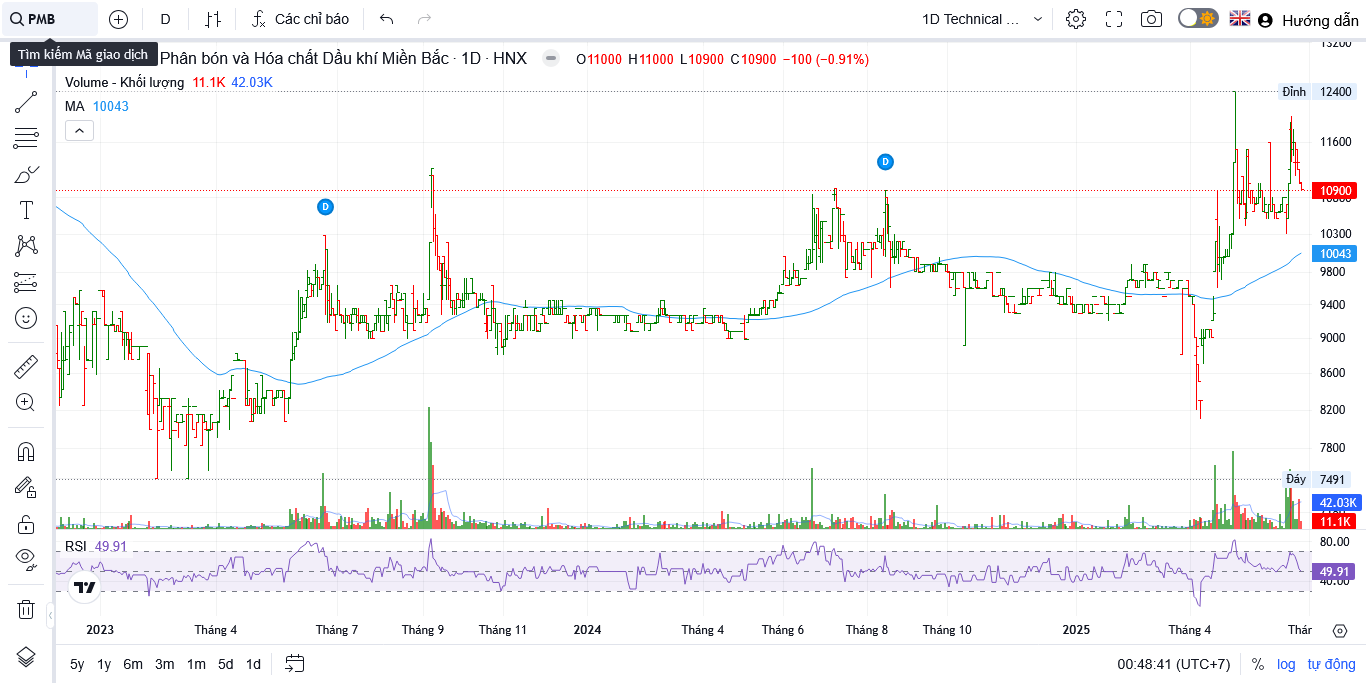 PMB
D
Các chỉ báo
1D Technical ...
Hướng dẫn
Tìm kiếm Mã giao dịch
Phân bón và Hóa chất Dầu khí Miền Bắc · 1D · HNX
O11000 H11000 L10900 C10900 −100 (−0.91%)
Volume - Khối lượng 11.1K 42.03K
MA 10043
D
D
13200
Đỉnh 12400
11600
10900
10800
10300
10043
9800
9400
9000
8600
8200
7800
Đáy 7491
42.03K
11.1K
RSI 49.91
80.00
49.91
40.00
2023 Tháng 4 Tháng 7 Tháng 9 Tháng 11 2024 Tháng 4 Tháng 6 Tháng 8 Tháng 10 2025 Tháng 4 Thár
5y 1y 6m 3m 1m 5d 1d
00:48:41 (UTC+7) % log tự động